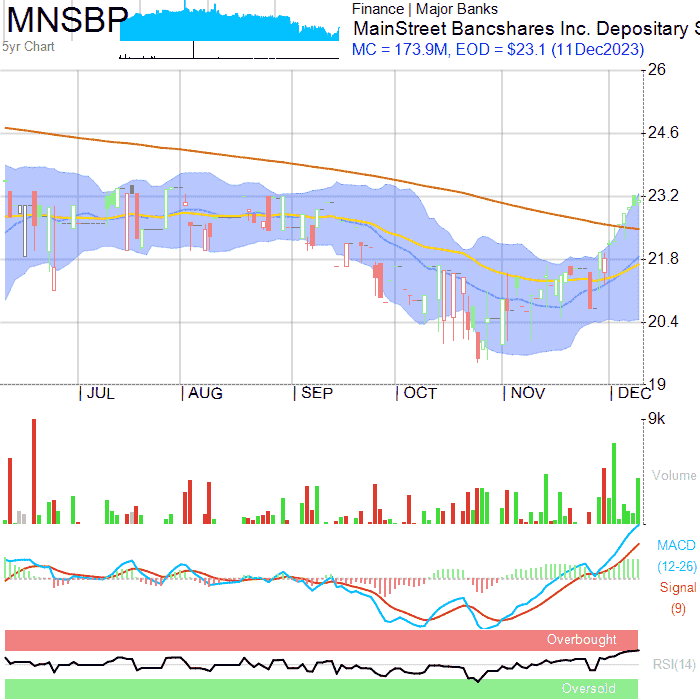 MNSBP
5yr Chart
Finance | Major Banks
MainStreet Bancshares Inc. Depositary S
MC = 173.9M, EOD = $23.1 (11Dec2023)
26
24.6
23.2
21.8
20.4
19
JUL
AUG
SEP
OCT
NOV
DEC
9k
Volume
MACD
(12-26)
Signal
(9)
Overbought
RSI(14)
Oversold